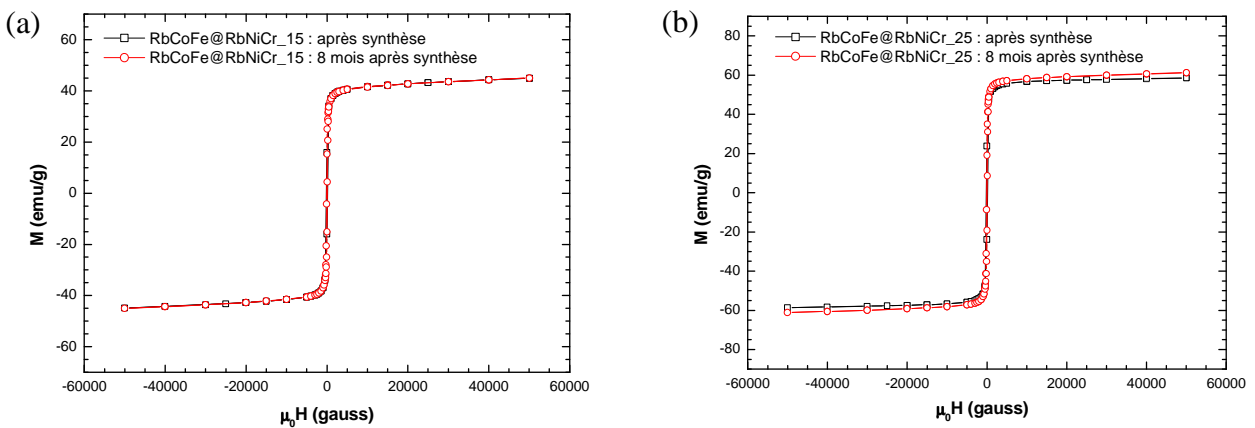 (a)
RbCoFe@RbNiCr_15 : après synthèse
RbCoFe@RbNiCr_15 : 8 mois après synthèse
60
40
20
0
-20
-40
-60
M (emu/g)
-60000 -40000 -20000 0 20000 40000 60000
μ₀H (gauss)
(b)
RbCoFe@RbNiCr_25 : après synthèse
RbCoFe@RbNiCr_25 : 8 mois après synthèse
80
60
40
20
0
-20
-40
-60
-80
M (emu/g)
-60000 -40000 -20000 0 20000 40000 60000
μ₀H (gauss)